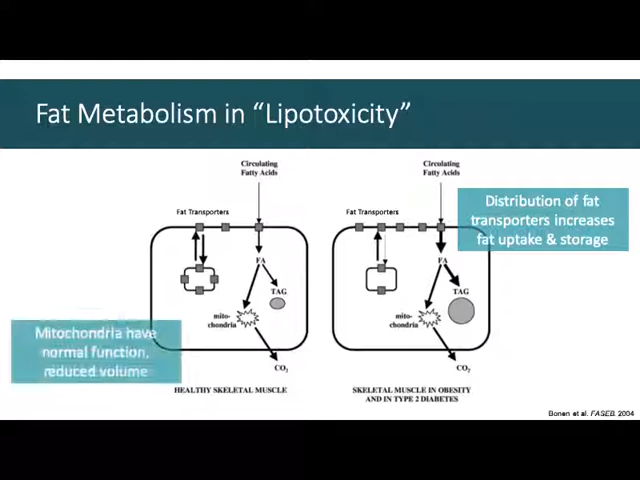 Fat Metabolism in “Lipotoxicity”
Circulating
Fatty Acids
Fat Transporters
FA
TAG
mito-
chondria
CO2
HEALTHY SKELETAL MUSCLE
Circulating
Fatty Acids
Fat Transporters
FA
TAG
mito-
chondria
CO2
SKELETAL MUSCLE IN OBESITY
AND IN TYPE 2 DIABETES
Distribution of fat
transporters increases
fat uptake & storage
Mitochondria have
normal function,
reduced volume
Bonen et al. FASEB. 2004